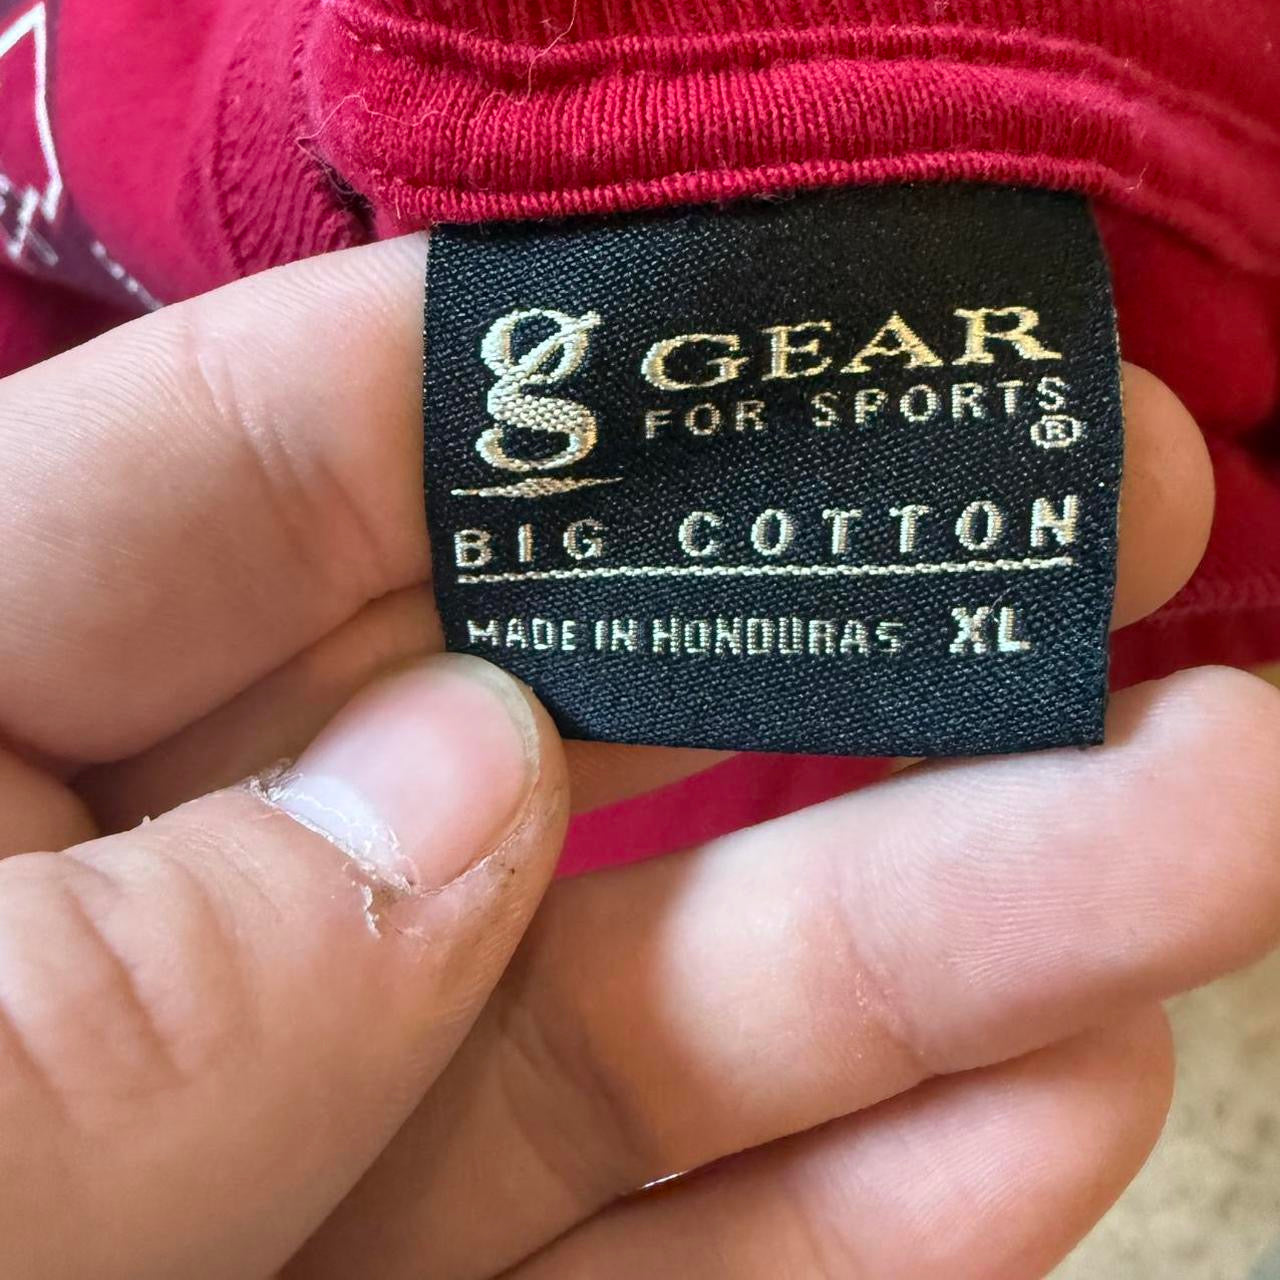 g GEAR
FOR SPORTS®
BIG COTTON
MADE IN HONDURAS XL